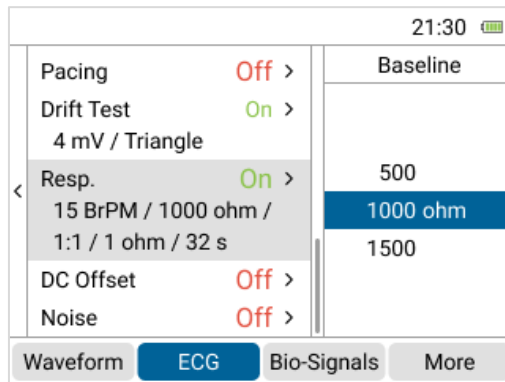 21:30
Pacing Off >
Drift Test On >
4 mV / Triangle
Resp. On >
15 BrPM / 1000 ohm /
1:1 / 1 ohm / 32 s
DC Offset Off >
Noise Off >
<
Baseline
500
1000 ohm
1500
Waveform ECG Bio-Signals More